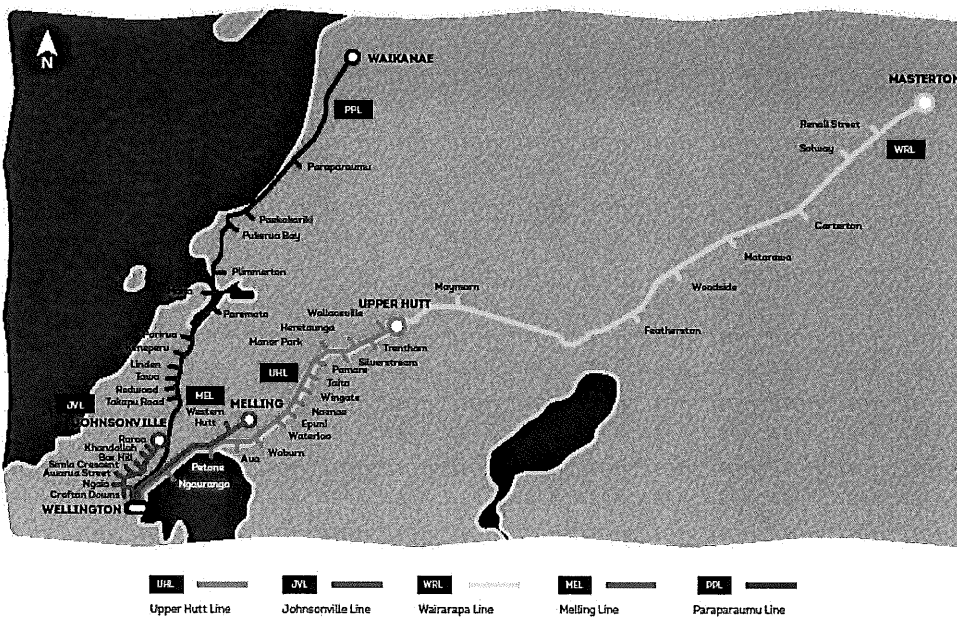 N
WAIKANAE
MASTERTON
PPL
Renall Street
Solway
WRL
Paraparaumu
Paekakariki
Carterton
Pukerua Bay
Matarawa
Plimmerton
Woodside
Maymorn
UPPER HUTT
Wallaceville
Paremata
Featherston
Heretaunga
Manor Park
Trentham
Silverstream
Pomare
Linden
Taita
Tawa
UHL
Redwood
Wingate
Takapu Road
MEL
MELLING
Naenae
JVL
Western
Hutt
Epuni
JOHNSONVILLE
Waterloo
Raroa
Khandallah
Woburn
Box Hill
Ava
Simla Crescent
Petone
Awarua Street
Ngaio
Ngauranga
Crofton Downs
WELLINGTON
UHL
JVL
WRL
MEL
PPL
Upper Hutt Line
Johnsonville Line
Wairarapa Line
Melling Line
Paraparaumu Line